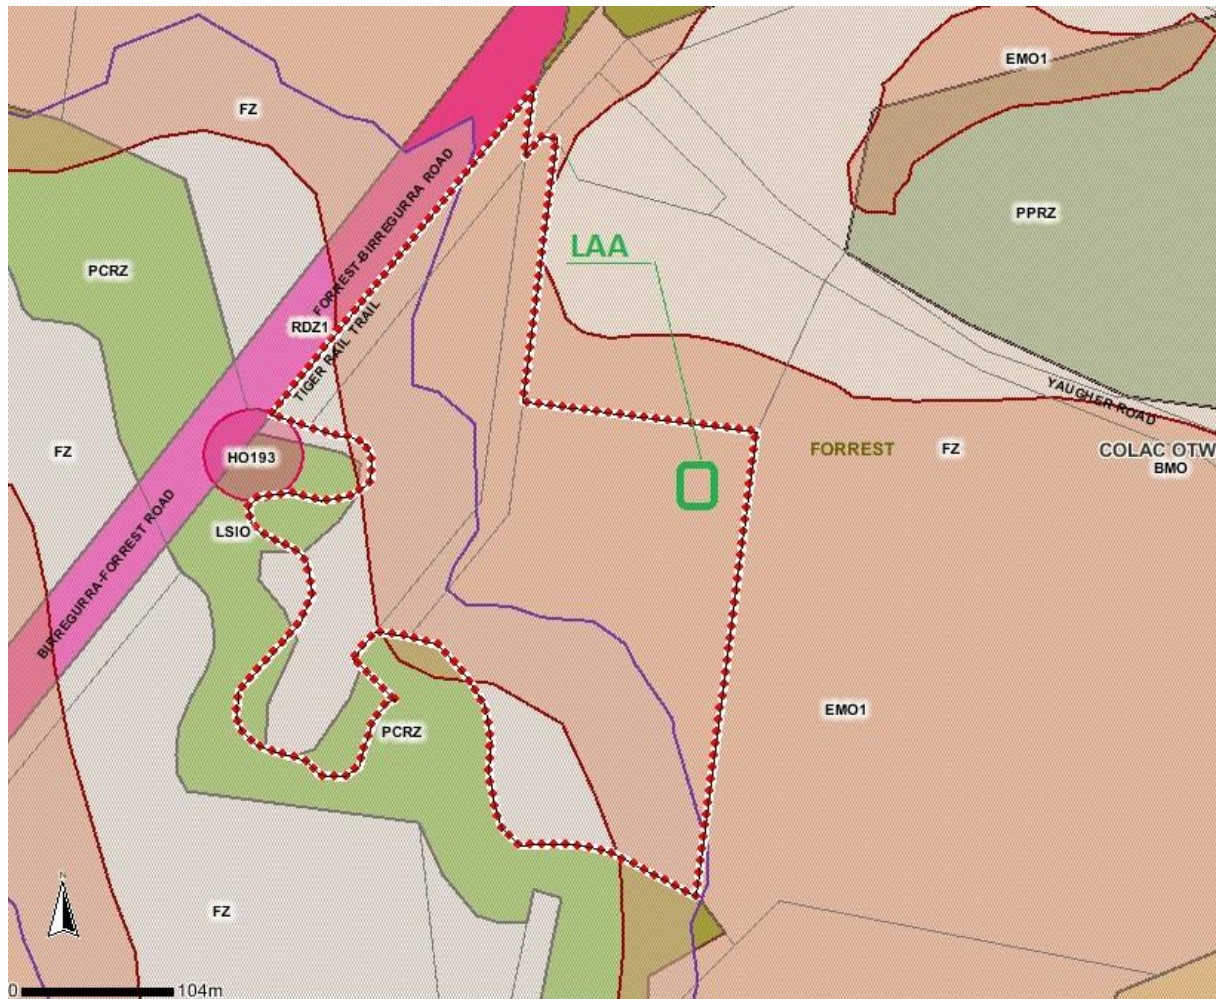 EMO1
FZ
FORREST-BIRREGURRA ROAD
PPRZ
LAA
PCRZ
RDZ1
TIGER RAIL TRAIL
YAUGHER ROAD
FZ
HO193
FORREST
FZ
COLAC OTW
BMO
LSIO
BIRREGURRA-FORREST ROAD
EMO1
PCRZ
N
FZ
0 104m